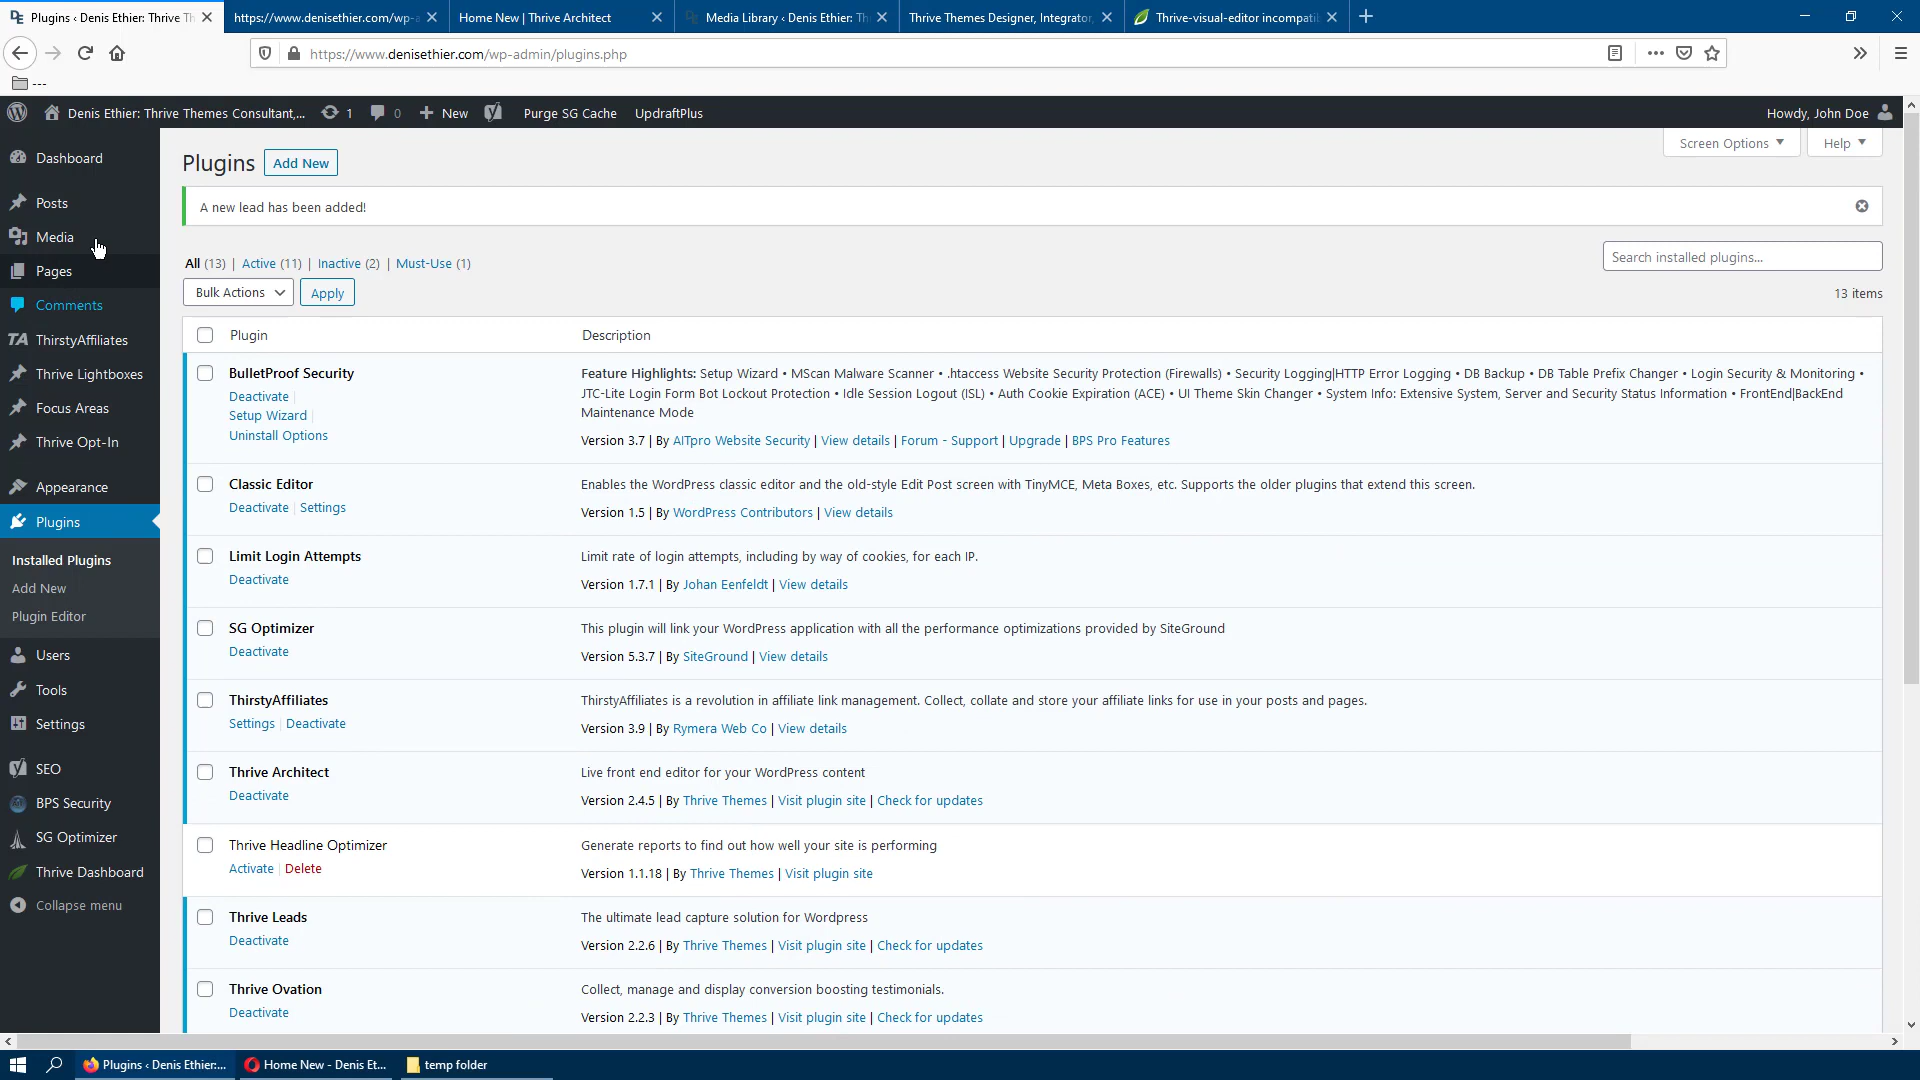 Plugins ‹ Denis Ethier: Thrive Th
https://www.denisethier.com/wp-a
Home New | Thrive Architect
Media Library ‹ Denis Ethier: Th
Thrive Themes Designer, Integrator,
Thrive-visual-editor incompatib
https://www.denisethier.com/wp-admin/plugins.php
---
Denis Ethier: Thrive Themes Consultant,...
1
0
New
Purge SG Cache
UpdraftPlus
Howdy, John Doe
Dashboard
Posts
Media
Pages
Comments
ThirstyAffiliates
Thrive Lightboxes
Focus Areas
Thrive Opt-In
Appearance
Plugins
Installed Plugins
Add New
Plugin Editor
Users
Tools
Settings
SEO
BPS Security
SG Optimizer
Thrive Dashboard
Collapse menu
Plugins
Add New
Screen Options
Help
A new lead has been added!
All (13) | Active (11) | Inactive (2) | Must-Use (1)
Search installed plugins...
Bulk Actions
Apply
13 items
Plugin
Description
BulletProof Security
Deactivate |
Setup Wizard |
Uninstall Options
Feature Highlights: Setup Wizard • MScan Malware Scanner • .htaccess Website Security Protection (Firewalls) • Security Logging|HTTP Error Logging • DB Backup • DB Table Prefix Changer • Login Security & Monitoring •
JTC-Lite Login Form Bot Lockout Protection • Idle Session Logout (ISL) • Auth Cookie Expiration (ACE) • UI Theme Skin Changer • System Info: Extensive System, Server and Security Status Information • FrontEnd|BackEnd
Maintenance Mode
Version 3.7 | By AITpro Website Security | View details | Forum - Support | Upgrade | BPS Pro Features
Classic Editor
Deactivate | Settings
Enables the WordPress classic editor and the old-style Edit Post screen with TinyMCE, Meta Boxes, etc. Supports the older plugins that extend this screen.
Version 1.5 | By WordPress Contributors | View details
Limit Login Attempts
Deactivate
Limit rate of login attempts, including by way of cookies, for each IP.
Version 1.7.1 | By Johan Eenfeldt | View details
SG Optimizer
Deactivate
This plugin will link your WordPress application with all the performance optimizations provided by SiteGround
Version 5.3.7 | By SiteGround | View details
ThirstyAffiliates
Settings | Deactivate
ThirstyAffiliates is a revolution in affiliate link management. Collect, collate and store your affiliate links for use in your posts and pages.
Version 3.9 | By Rymera Web Co | View details
Thrive Architect
Deactivate
Live front end editor for your WordPress content
Version 2.4.5 | By Thrive Themes | Visit plugin site | Check for updates
Thrive Headline Optimizer
Activate | Delete
Generate reports to find out how well your site is performing
Version 1.1.18 | By Thrive Themes | Visit plugin site
Thrive Leads
Deactivate
The ultimate lead capture solution for Wordpress
Version 2.2.6 | By Thrive Themes | Visit plugin site | Check for updates
Thrive Ovation
Deactivate
Collect, manage and display conversion boosting testimonials.
Version 2.2.3 | By Thrive Themes | Visit plugin site | Check for updates
Plugins ‹ Denis Ethier:...
Home New - Denis Et...
temp folder